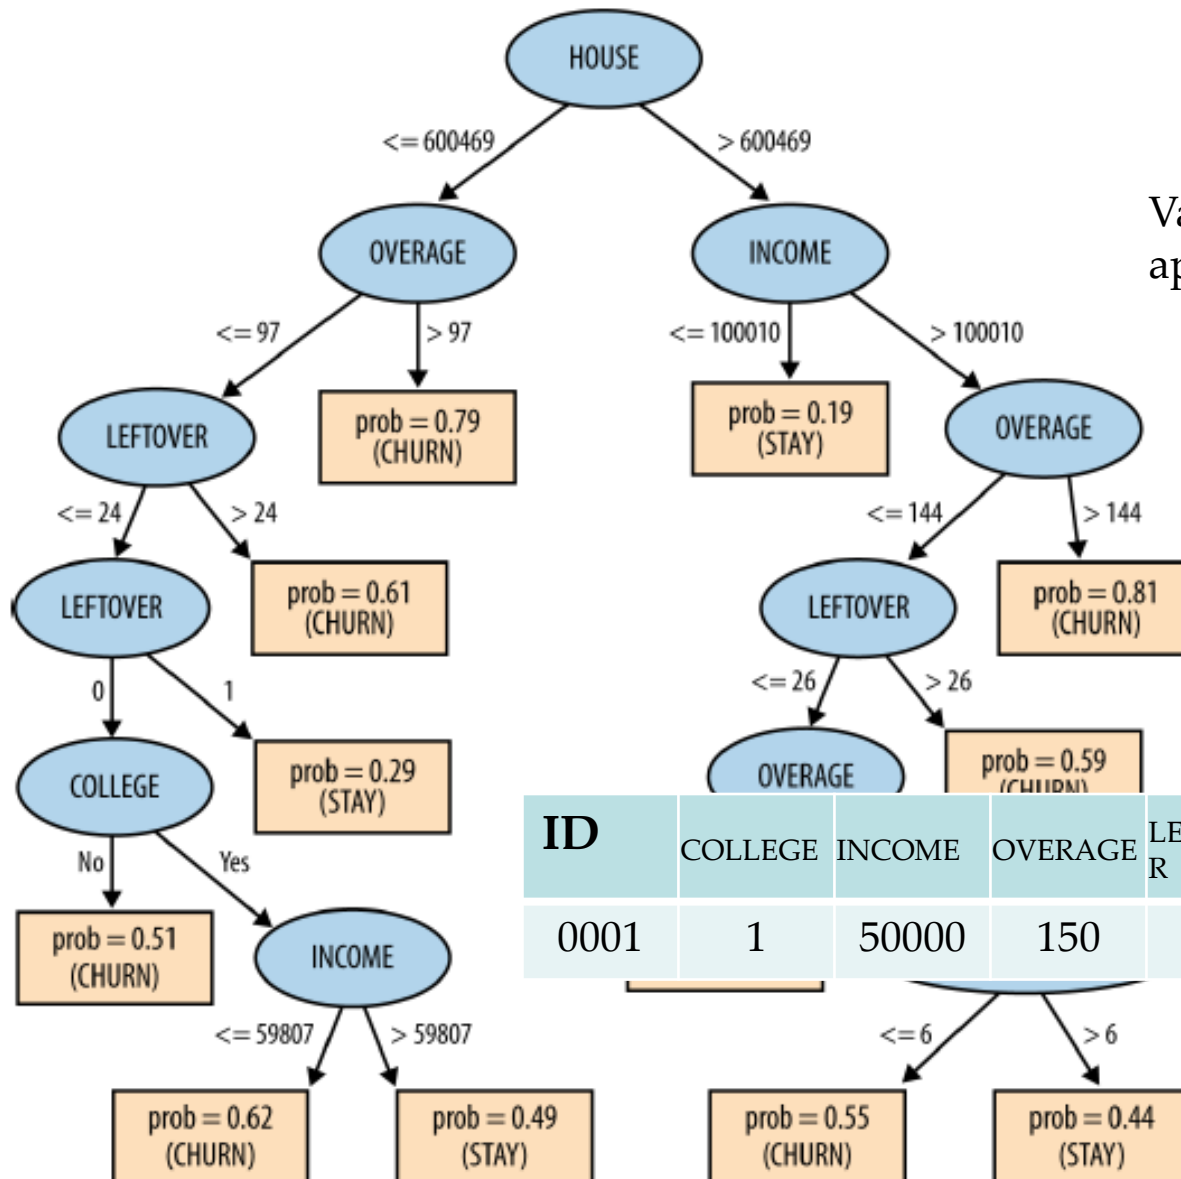 HOUSE
<= 600469
> 600469
OVERAGE
INCOME
<= 97
> 97
<= 100010
> 100010
prob = 0.79
(CHURN)
prob = 0.19
(STAY)
LEFTOVER
OVERAGE
<= 24
> 24
<= 144
> 144
LEFTOVER
prob = 0.61
(CHURN)
LEFTOVER
prob = 0.81
(CHURN)
0
1
<= 26
> 26
COLLEGE
prob = 0.29
(STAY)
OVERAGE
prob = 0.59
(CHURN)
ID COLLEGE INCOME OVERAGE
0001 1 50000 150
No
Yes
prob = 0.51
(CHURN)
INCOME
<= 59807
> 59807
<= 6
> 6
prob = 0.62
(CHURN)
prob = 0.49
(STAY)
prob = 0.55
(CHURN)
prob = 0.44
(STAY)